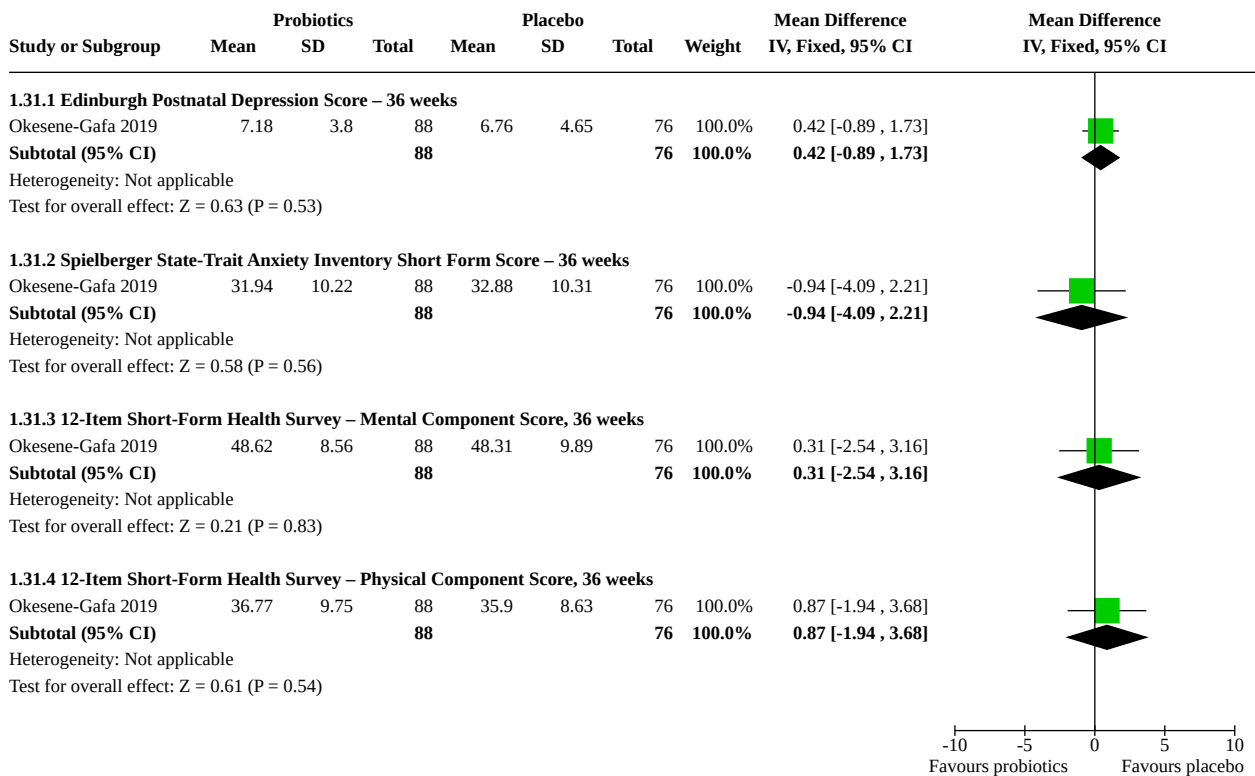 Probiotics Placebo Mean Difference Mean Difference
Study or Subgroup Mean SD Total Mean SD Total Weight IV, Fixed, 95% CI IV, Fixed, 95% CI
1.31.1 Edinburgh Postnatal Depression Score – 36 weeks
Okesene-Gafa 2019 7.18 3.8 88 6.76 4.65 76 100.0% 0.42 [-0.89 , 1.73]
Subtotal (95% CI) 88 76 100.0% 0.42 [-0.89 , 1.73]
Heterogeneity: Not applicable
Test for overall effect: Z = 0.63 (P = 0.53)
1.31.2 Spielberger State-Trait Anxiety Inventory Short Form Score – 36 weeks
Okesene-Gafa 2019 31.94 10.22 88 32.88 10.31 76 100.0% -0.94 [-4.09 , 2.21]
Subtotal (95% CI) 88 76 100.0% -0.94 [-4.09 , 2.21]
Heterogeneity: Not applicable
Test for overall effect: Z = 0.58 (P = 0.56)
1.31.3 12-Item Short-Form Health Survey – Mental Component Score, 36 weeks
Okesene-Gafa 2019 48.62 8.56 88 48.31 9.89 76 100.0% 0.31 [-2.54 , 3.16]
Subtotal (95% CI) 88 76 100.0% 0.31 [-2.54 , 3.16]
Heterogeneity: Not applicable
Test for overall effect: Z = 0.21 (P = 0.83)
1.31.4 12-Item Short-Form Health Survey – Physical Component Score, 36 weeks
Okesene-Gafa 2019 36.77 9.75 88 35.9 8.63 76 100.0% 0.87 [-1.94 , 3.68]
Subtotal (95% CI) 88 76 100.0% 0.87 [-1.94 , 3.68]
Heterogeneity: Not applicable
Test for overall effect: Z = 0.61 (P = 0.54)
-10 -5 0 5 10
Favours probiotics Favours placebo